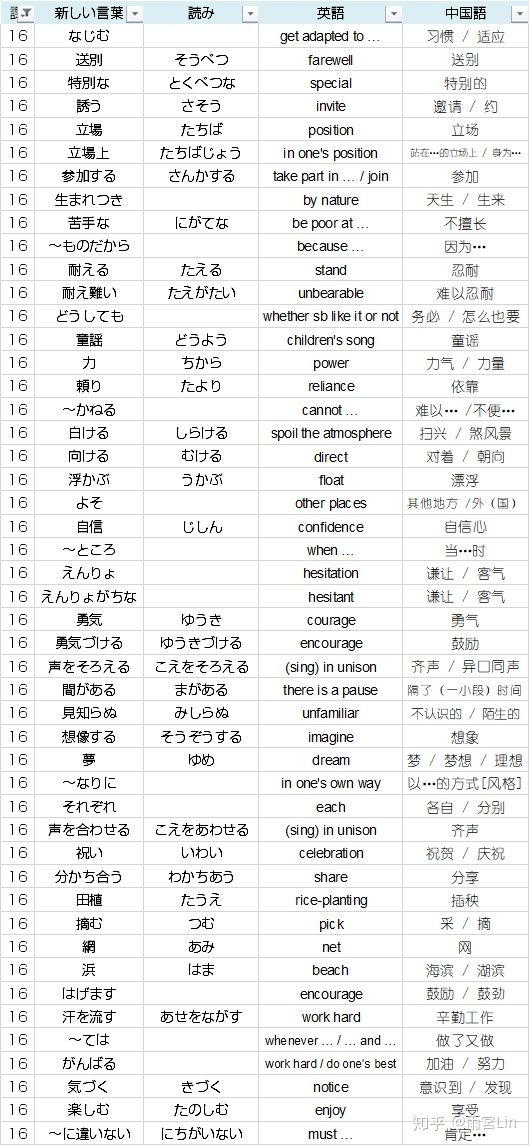 課 新しい言葉 読み 英語 中国語
16 なじむ get adapted to … 习惯 / 适应
16 送別 そうべつ farewell 送别
16 特別な とくべつな special 特别的
16 誘う さそう invite 邀请 / 约
16 立場 たちば position 立场
16 立場上 たちばじょう in one's position 站在…的立场上 / 身为…
16 参加する さんかする take part in … / join 参加
16 生まれつき by nature 天生 / 生来
16 苦手な にがてな be poor at … 不擅长
16 ～ものだから because … 因为…
16 耐える たえる stand 忍耐
16 耐え難い たえがたい unbearable 难以忍耐
16 どうしても whether sb like it or not 务必 / 怎么也要
16 童謡 どうよう children's song 童谣
16 力 ちから power 力气 / 力量
16 頼り たより reliance 依靠
16 ～かねる cannot … 难以… /不便…
16 白ける しらける spoil the atmosphere 扫兴 / 煞风景
16 向ける むける direct 对着 / 朝向
16 浮かぶ うかぶ float 漂浮
16 よそ other places 其他地方 /外（国）
16 自信 じしん confidence 自信心
16 ～ところ when … 当…时
16 えんりょ hesitation 谦让 / 客气
16 えんりょがちな hesitant 谦让 / 客气
16 勇気 ゆうき courage 勇气
16 勇気づける ゆうきづける encourage 鼓励
16 声をそろえる こえをそろえる (sing) in unison 齐声 / 异口同声
16 間がある まがある there is a pause 隔了（一小段）时间
16 見知らぬ みしらぬ unfamiliar 不认识的 / 陌生的
16 想像する そうぞうする imagine 想象
16 夢 ゆめ dream 梦 / 梦想 / 理想
16 ～なりに in one's own way 以…的方式[风格]
16 それぞれ each 各自 / 分别
16 声を合わせる こえをあわせる (sing) in unison 齐声
16 祝い いわい celebration 祝贺 / 庆祝
16 分かち合う わかちあう share 分享
16 田植 たうえ rice-planting 插秧
16 摘む つむ pick 采 / 摘
16 網 あみ net 网
16 浜 はま beach 海滨 / 湖滨
16 はげます encourage 鼓励 / 鼓劲
16 汗を流す あせをながす work hard 辛勤工作
16 ～ては whenever … / … and … 做了又做
16 がんばる work hard / do one's best 加油 / 努力
16 気づく きづく notice 意识到 / 发现
16 楽しむ たのしむ enjoy 享受
16 ～に違いない にちがいない must … 肯定…
知乎 @雨宮Lin